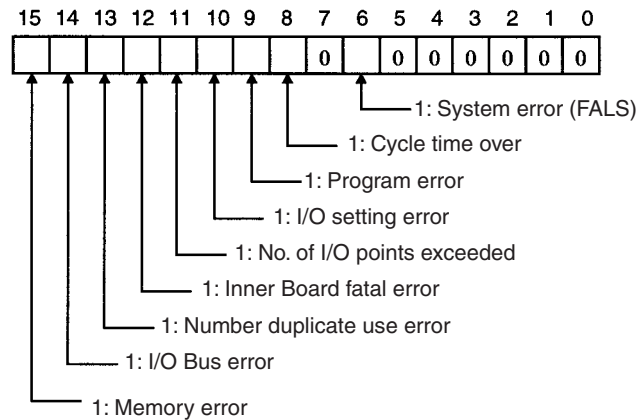 15 14 13 12 11 10 9 8 7 6 5 4 3 2 1 0
0 0 0 0 0 0 0
1: System error (FALS)
1: Cycle time over
1: Program error
1: I/O setting error
1: No. of I/O points exceeded
1: Inner Board fatal error
1: Number duplicate use error
1: I/O Bus error
1: Memory error